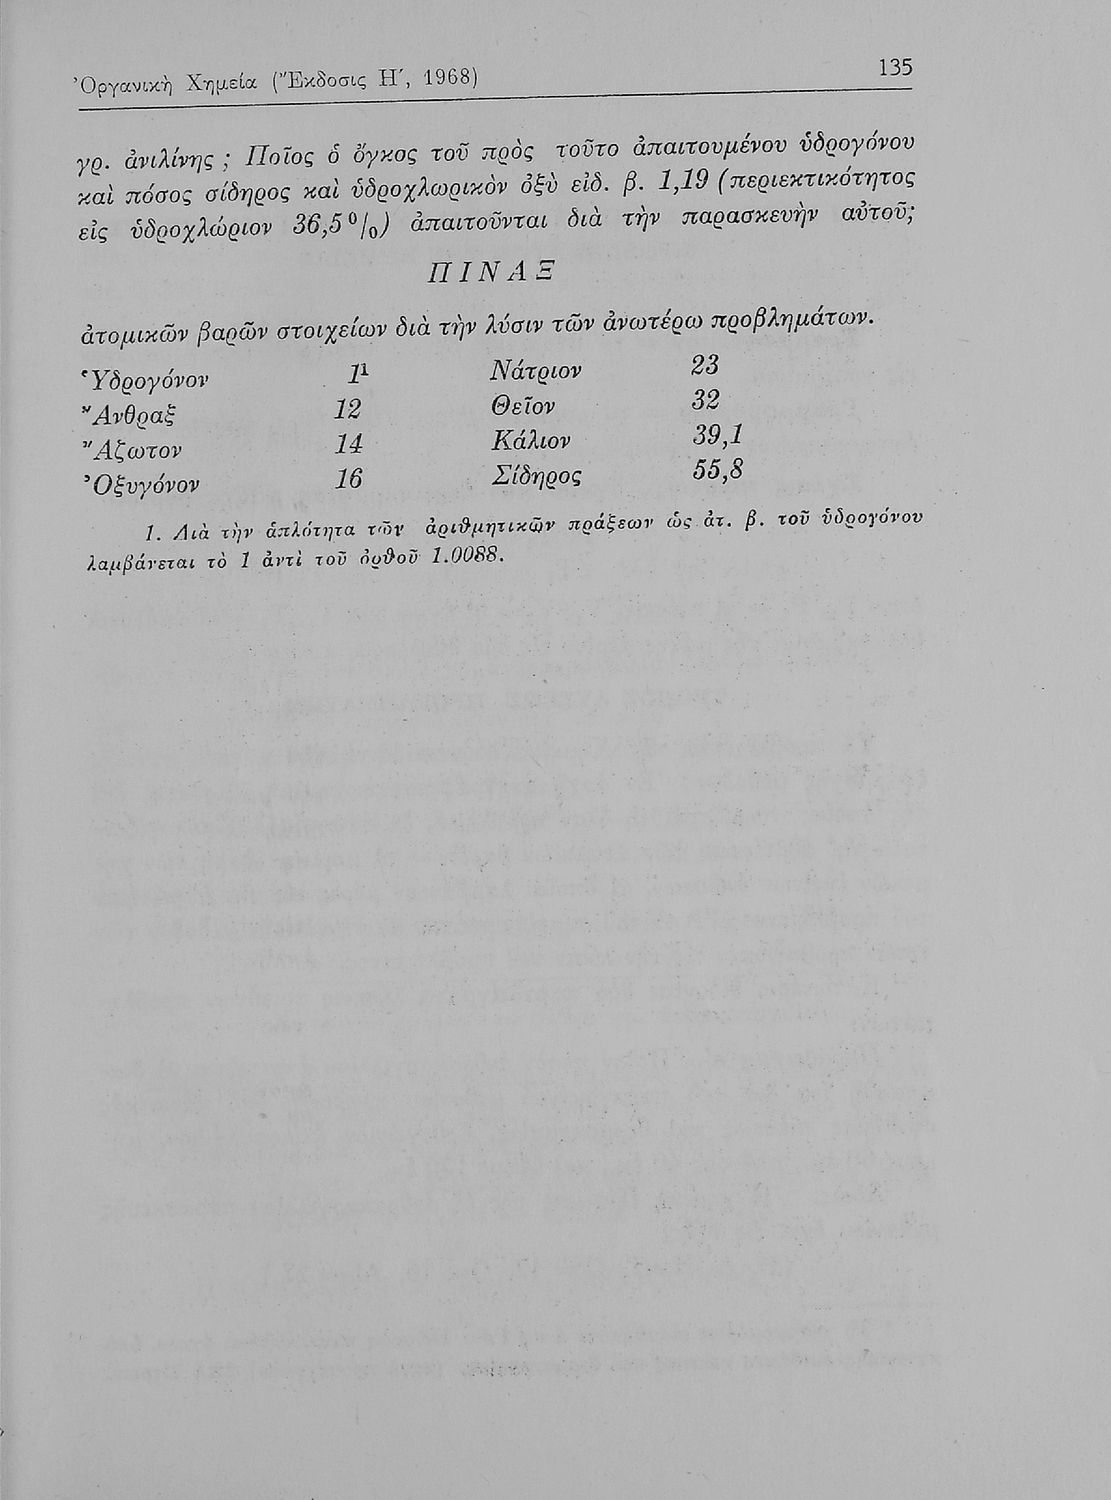 Ὀργανικὴ Χημεία (Ἔκδοσις Η΄, 1968) 135
γρ. ἀνιλίνης ; Ποῖος ὁ ὄγκος τοῦ πρὸς τοῦτο ἀπαιτουμένου ὑδρογόνου
καὶ πόσος σίδηρος καὶ ὑδροχλωρικὸν ὀξὺ εἰδ. β. 1,19 (περιεκτικότητος
εἰς ὑδροχλώριον 36,5 %) ἀπαιτοῦνται διὰ τὴν παρασκευὴν αὐτοῦ;
ΠΙΝΑΞ
ἀτομικῶν βαρῶν στοιχείων διὰ τὴν λύσιν τῶν ἀνωτέρω προβλημάτων.
Ὑδρογόνον 1¹ Νάτριον 23
Ἄνθραξ 12 Θεῖον 32
Ἄζωτον 14 Κάλιον 39,1
Ὀξυγόνον 16 Σίδηρος 55,8
1. Διὰ τὴν ἁπλότητα τῶν ἀριθμητικῶν πράξεων ὡς ἀτ. β. τοῦ ὑδρογόνου
λαμβάνεται τὸ 1 ἀντὶ τοῦ ὀρθοῦ 1.0088.